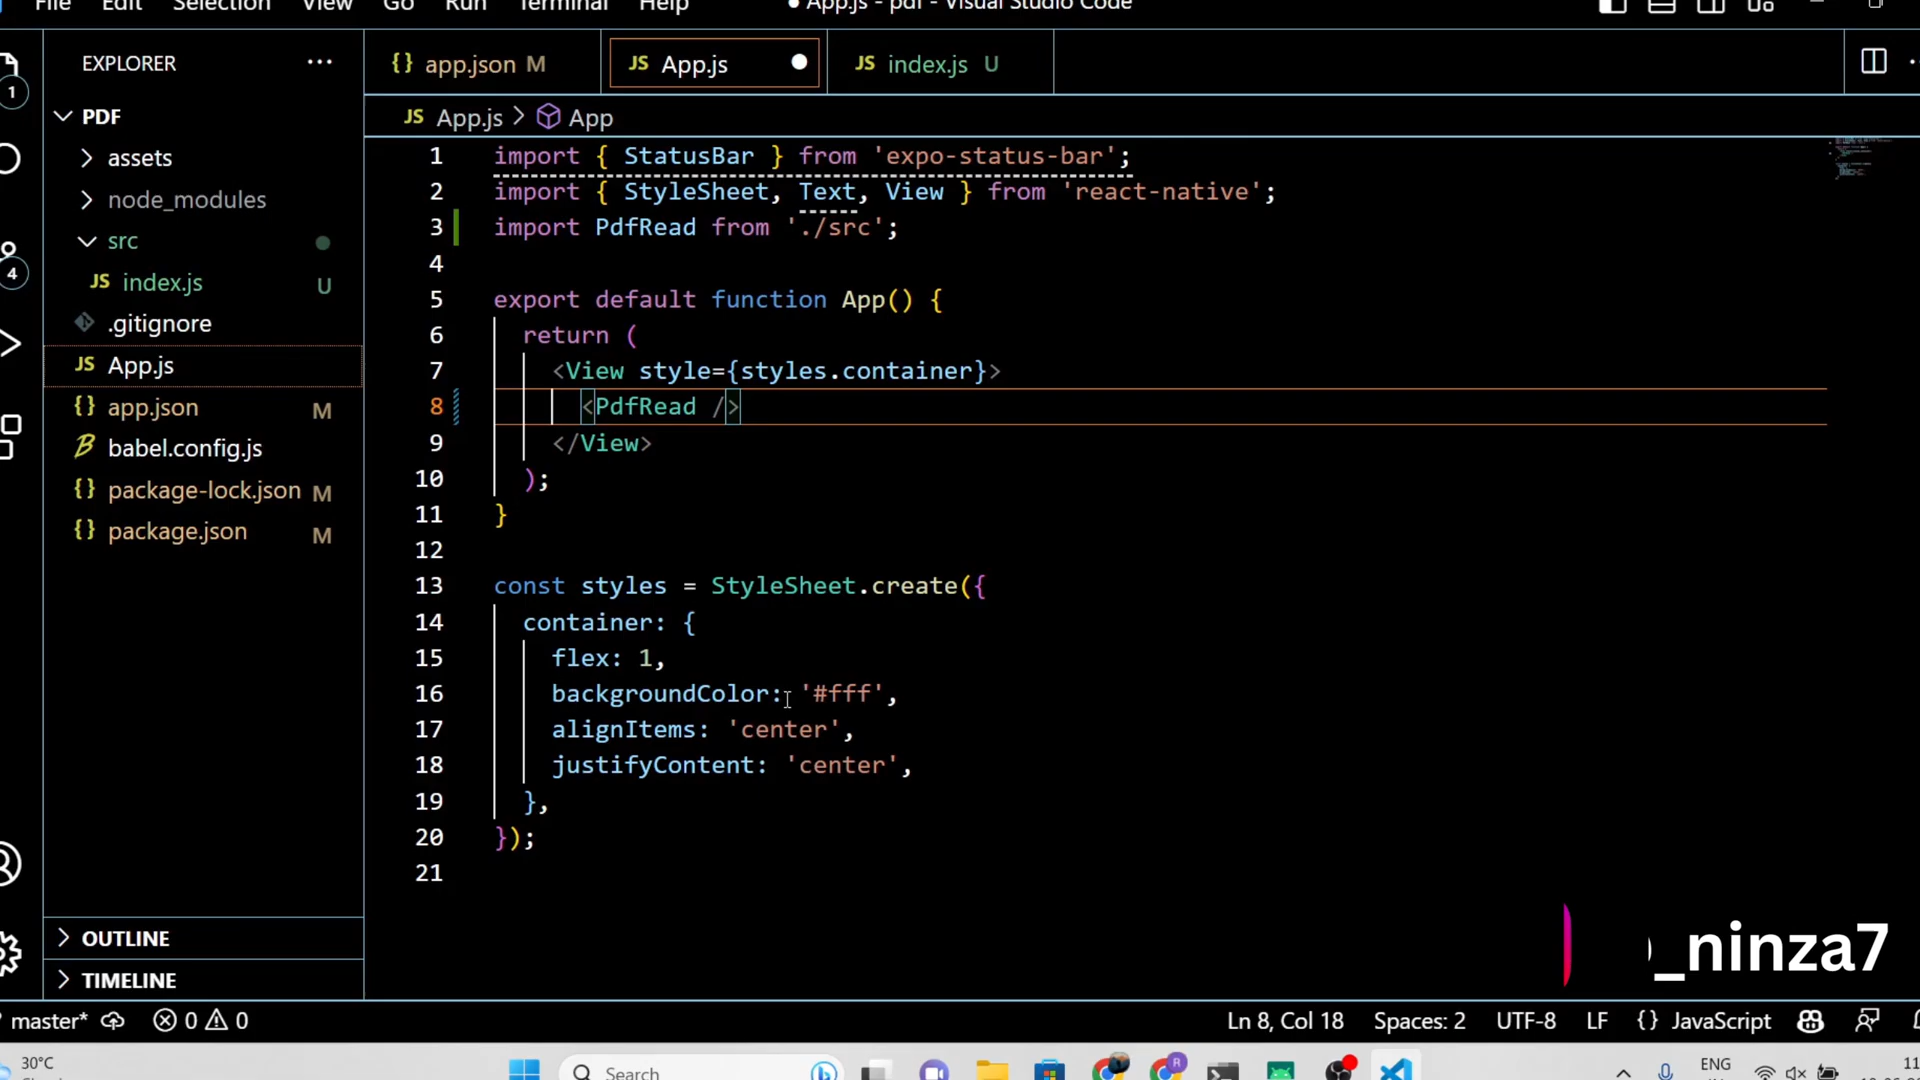 File Edit Selection View Go Run Terminal Help ● App.js - pdf - Visual Studio Code
EXPLORER ···
{} app.json M
JS App.js ●
JS index.js U
1
JS App.js > App
PDF
assets
node_modules
src
JS index.js U
4
.gitignore
JS App.js
{} app.json M
babel.config.js
{} package-lock.json M
{} package.json M
OUTLINE
TIMELINE
1 import { StatusBar } from 'expo-status-bar';
2 import { StyleSheet, Text, View } from 'react-native';
3 import PdfRead from './src';
4
5 export default function App() {
6 return (
7 <View style={styles.container}>
8 <PdfRead />
9 </View>
10 );
11 }
12
13 const styles = StyleSheet.create({
14 container: {
15 flex: 1,
16 backgroundColor: '#fff',
17 alignItems: 'center',
18 justifyContent: 'center',
19 },
20 });
21
_ninza7
master* 0 0 Ln 8, Col 18 Spaces: 2 UTF-8 LF {} JavaScript
30°C
Search
R
ENG
11